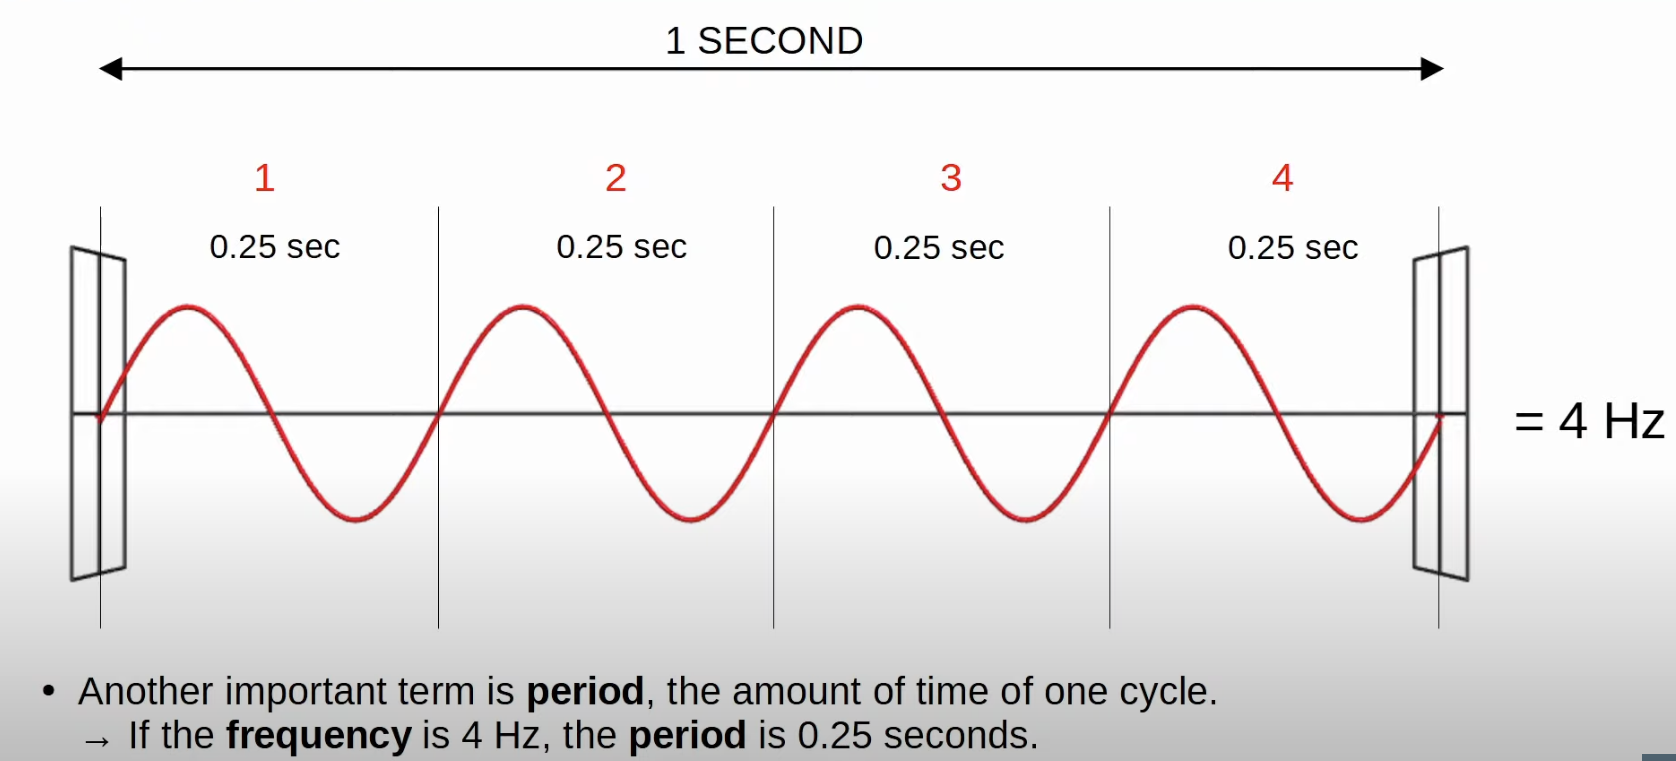 1 SECOND
1 2 3 4
0.25 sec 0.25 sec 0.25 sec 0.25 sec
= 4 Hz
• Another important term is period, the amount of time of one cycle.
→ If the frequency is 4 Hz, the period is 0.25 seconds.